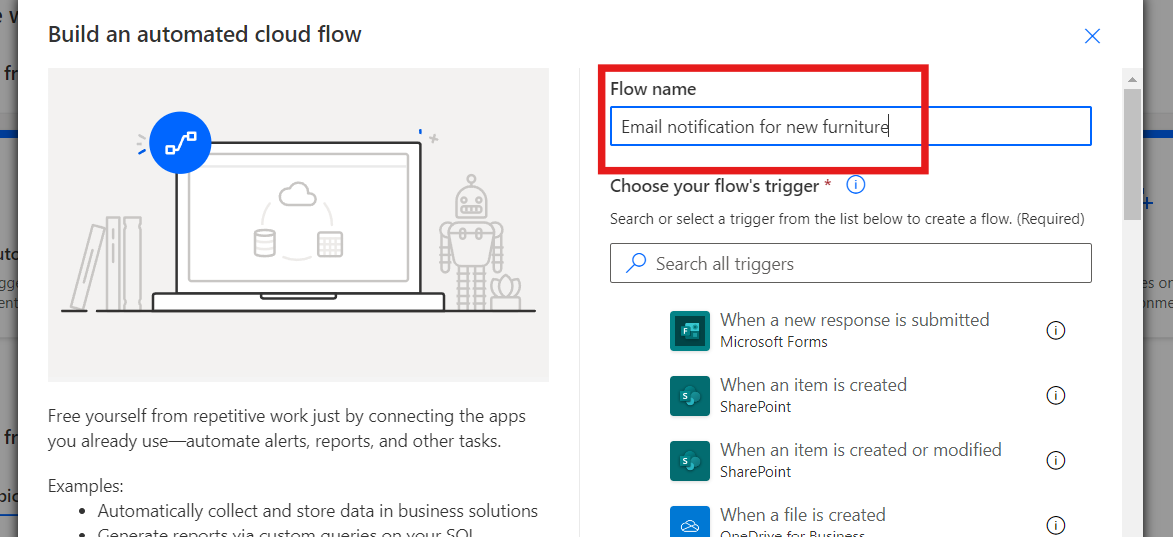 Build an automated cloud flow
Flow name
Email notification for new furniture
Choose your flow's trigger *
Search or select a trigger from the list below to create a flow. (Required)
Search all triggers
When a new response is submitted
Microsoft Forms
When an item is created
SharePoint
When an item is created or modified
SharePoint
When a file is created
OneDrive for Business
Free yourself from repetitive work just by connecting the apps
you already use—automate alerts, reports, and other tasks.
Examples:
• Automatically collect and store data in business solutions
• Generate reports via custom queries on your SQL